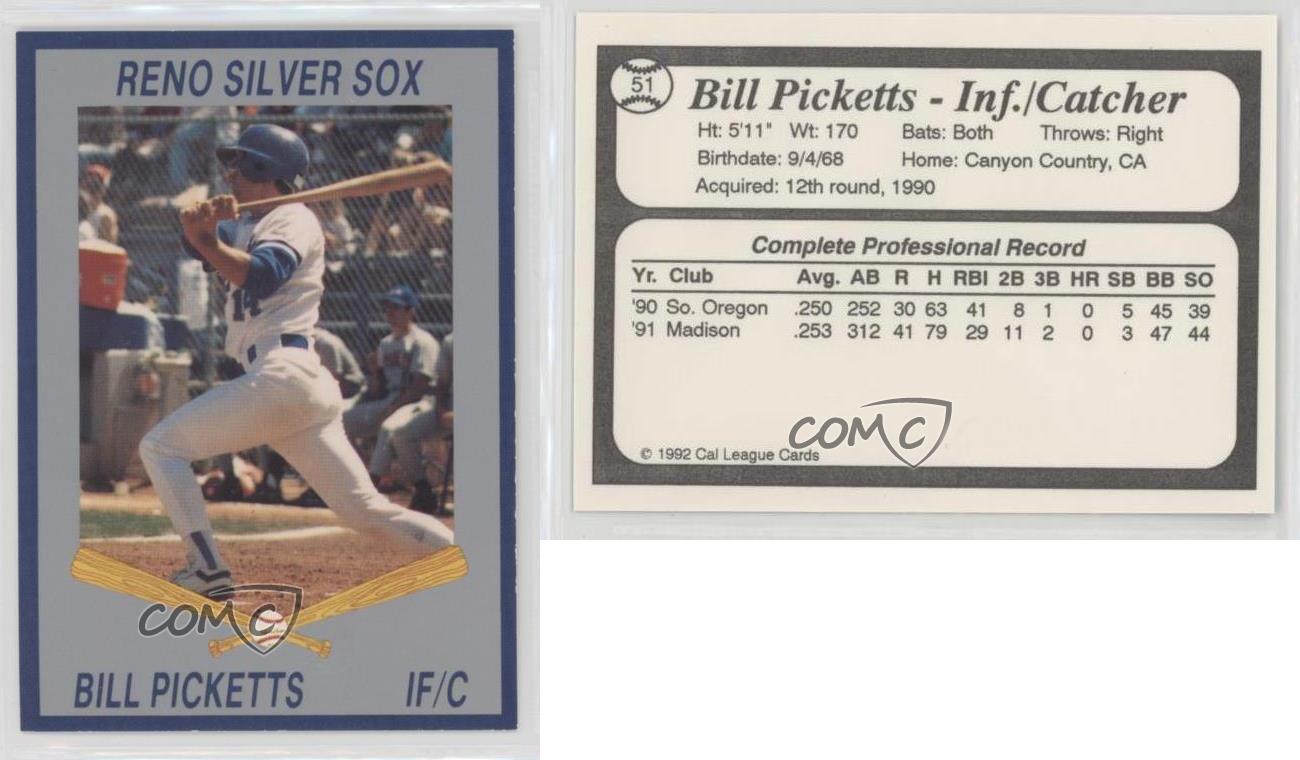 RENO SILVER SOX
14
COMC
BILL PICKETTS IF/C
51
Bill Picketts - Inf./Catcher
Ht: 5'11" Wt: 170 Bats: Both Throws: Right
Birthdate: 9/4/68 Home: Canyon Country, CA
Acquired: 12th round, 1990
Complete Professional Record
Yr. Club Avg. AB R H RBI 2B 3B HR SB BB SO
'90 So. Oregon .250 252 30 63 41 8 1 0 5 45 39
'91 Madison .253 312 41 79 29 11 2 0 3 47 44
COMC
© 1992 Cal League Cards